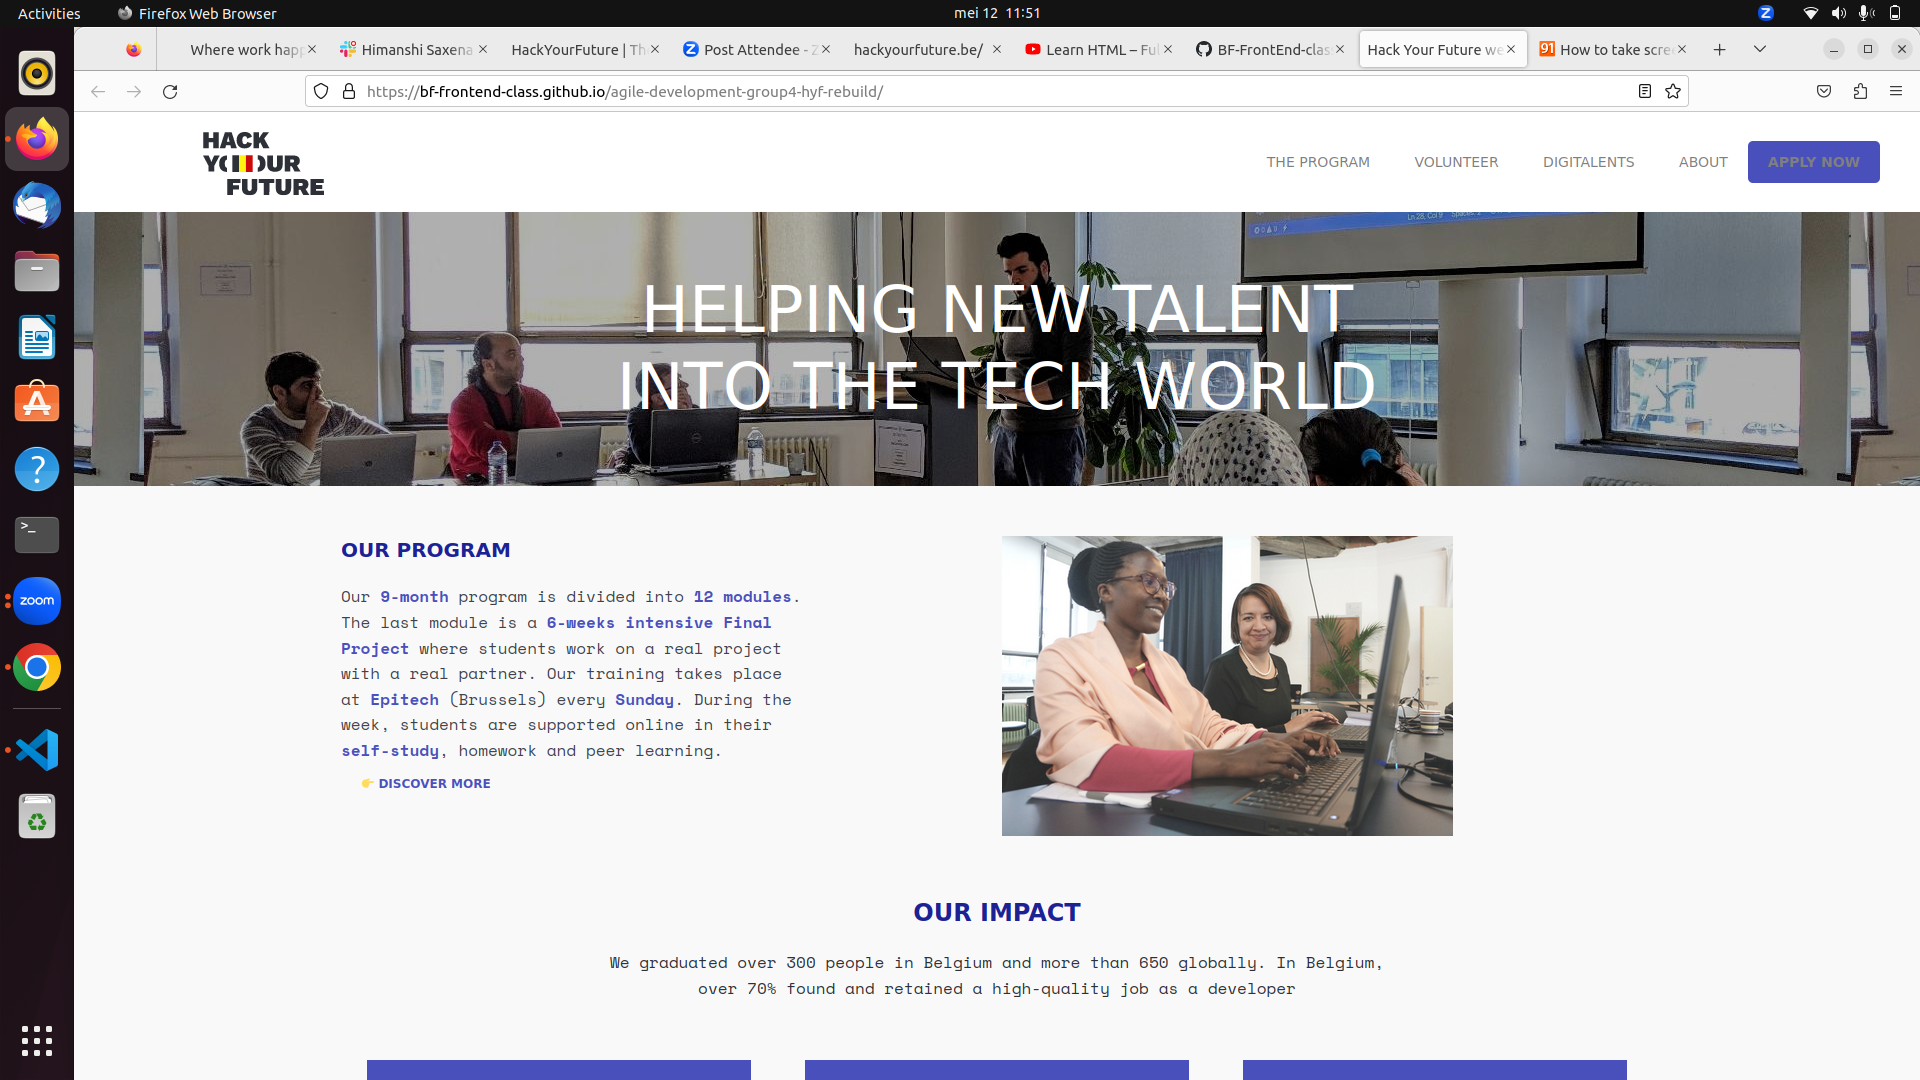 Activities
Firefox Web Browser
mei 12 11:51
Where work happ
Himanshi Saxena
HackYourFuture | Th
Post Attendee - Z
hackyourfuture.be/
Learn HTML – Ful
BF-FrontEnd-clas
Hack Your Future we
How to take scree
https://bf-frontend-class.github.io/agile-development-group4-hyf-rebuild/
HACK
YOUR
FUTURE
THE PROGRAM
VOLUNTEER
DIGITALENTS
ABOUT
APPLY NOW
HELPING NEW TALENT
INTO THE TECH WORLD
OUR PROGRAM
Our 9-month program is divided into 12 modules.
The last module is a 6-weeks intensive Final
Project where students work on a real project
with a real partner. Our training takes place
at Epitech (Brussels) every Sunday. During the
week, students are supported online in their
self-study, homework and peer learning.
👉 DISCOVER MORE
OUR IMPACT
We graduated over 300 people in Belgium and more than 650 globally. In Belgium,
over 70% found and retained a high-quality job as a developer
zoom